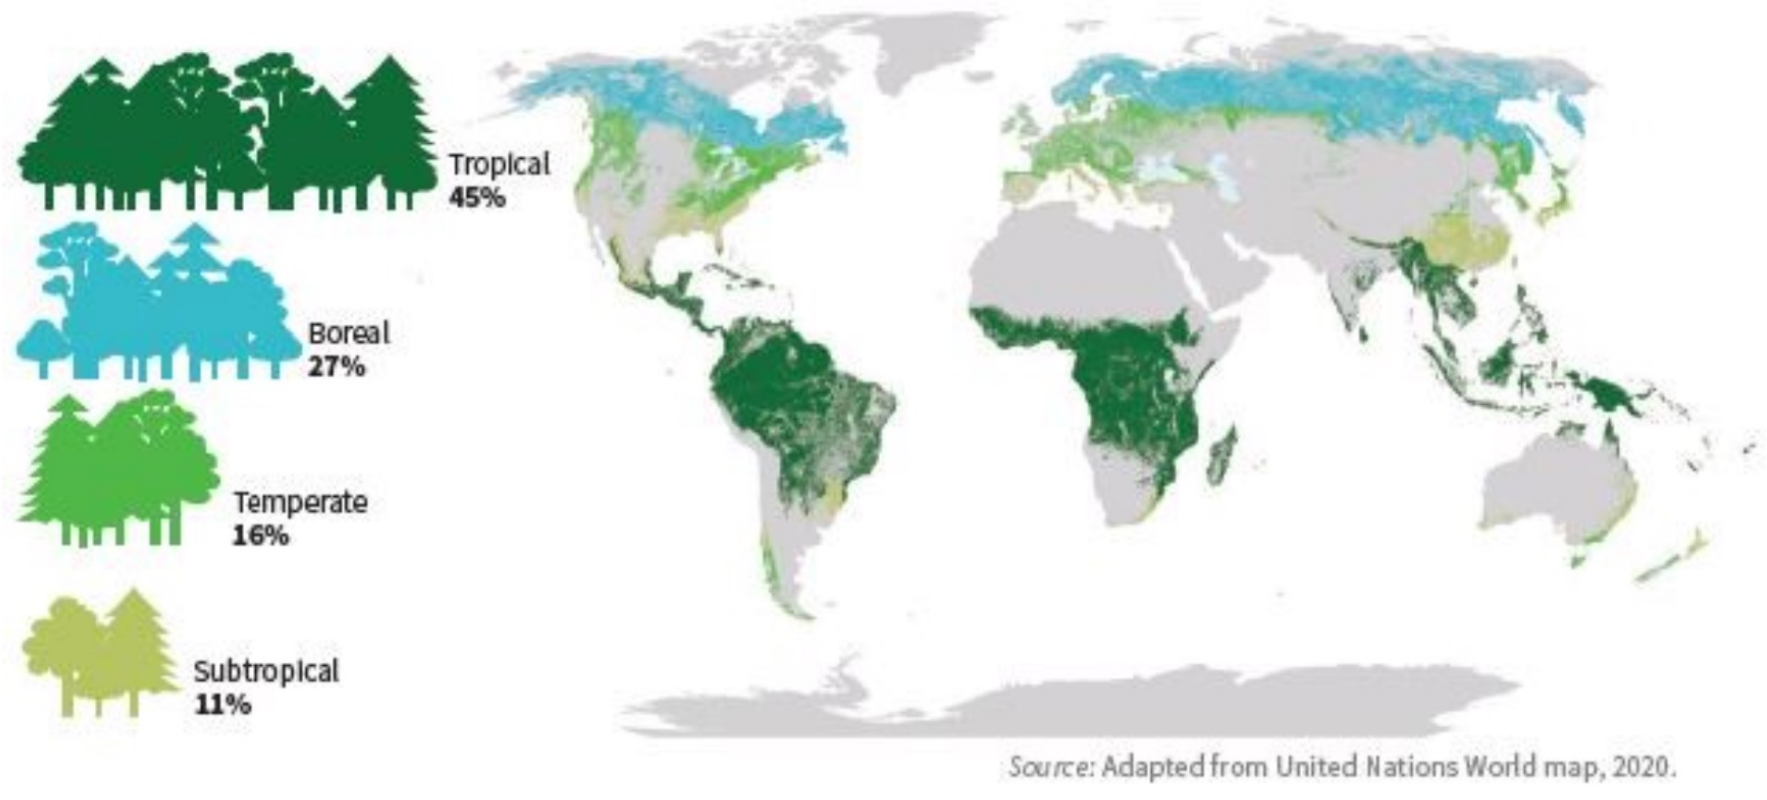 Tropical
45%
Boreal
27%
Temperate
16%
Subtropical
11%
Source: Adapted from United Nations World map, 2020.